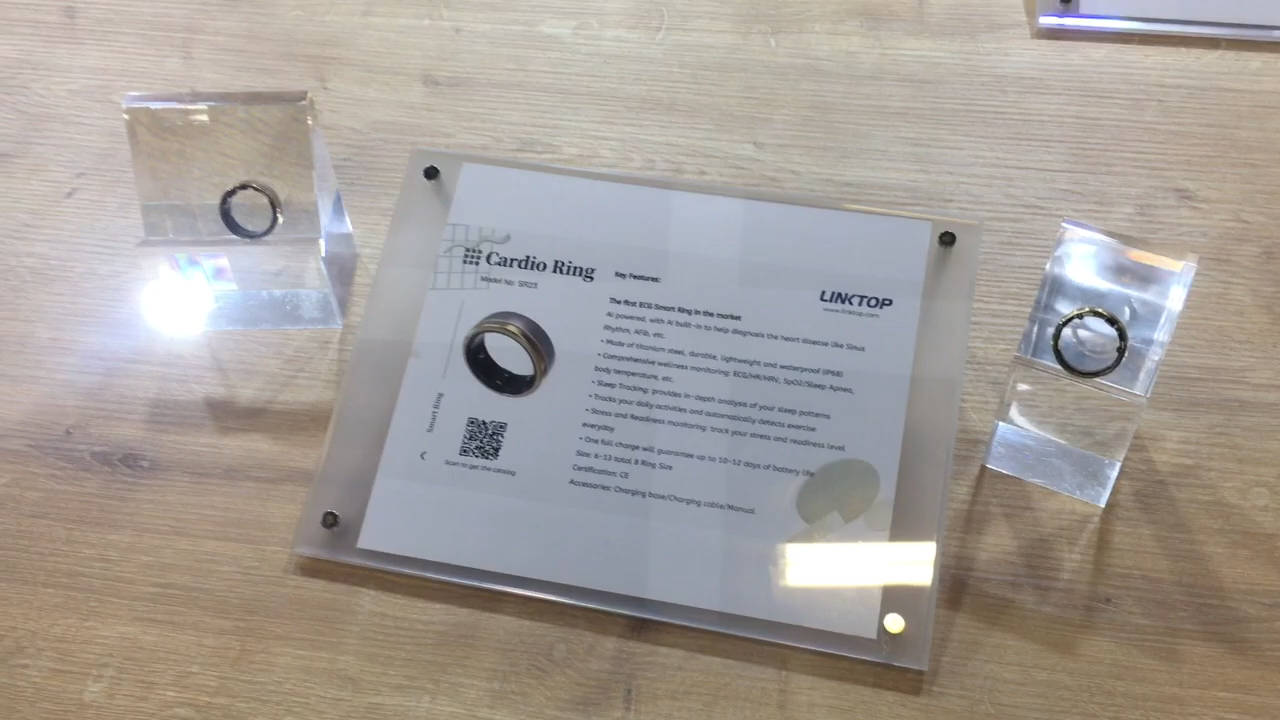 Cardio Ring
Model No: SR23
Smart Ring
Scan to get the catalog
Key Features:
LINKTOP
www.linktop.com
The first ECG Smart Ring in the market
AI powered, with AI built-in to help diagnosis the heart disease like Sinus
Rhythm, AFib, etc.
• Made of titanium steel, durable, lightweight and waterproof (IP68)
• Comprehensive wellness monitoring: ECG/HR/HRV, SpO2/Sleep Apnea,
body temperature, etc.
• Sleep Tracking: provides in-depth analysis of your sleep patterns
• Tracks your daily activities and automatically detects exercise
• Stress and Readiness monitoring: track your stress and readiness level
everyday
• One full charge will guarantee up to 10-12 days of battery life
Size: 6-13 total 8 Ring Size
Certification: CE
Accessories: Charging base/Charging cable/Manual